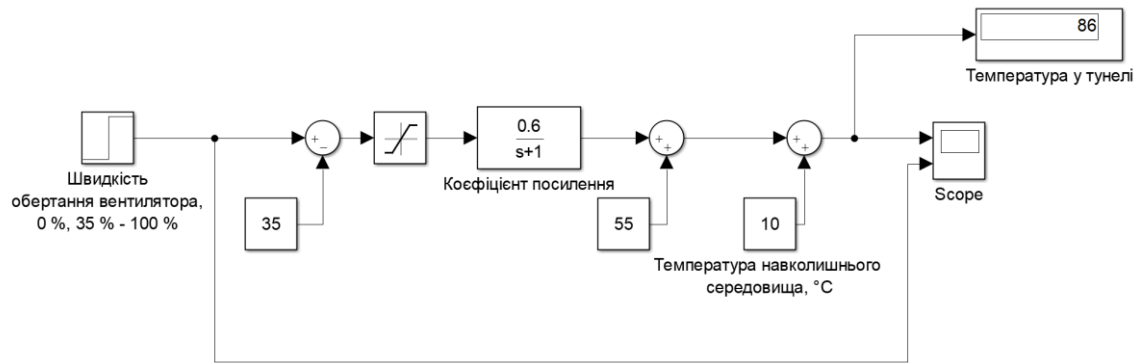 86
Температура у тунелі
+
−
0.6
s+1
+
+
+
+
Швидкість
обертання вентилятора,
0 %, 35 % - 100 %
Коєфіцієнт посилення
Scope
35
55
10
Температура навколишнього
середовища, °C